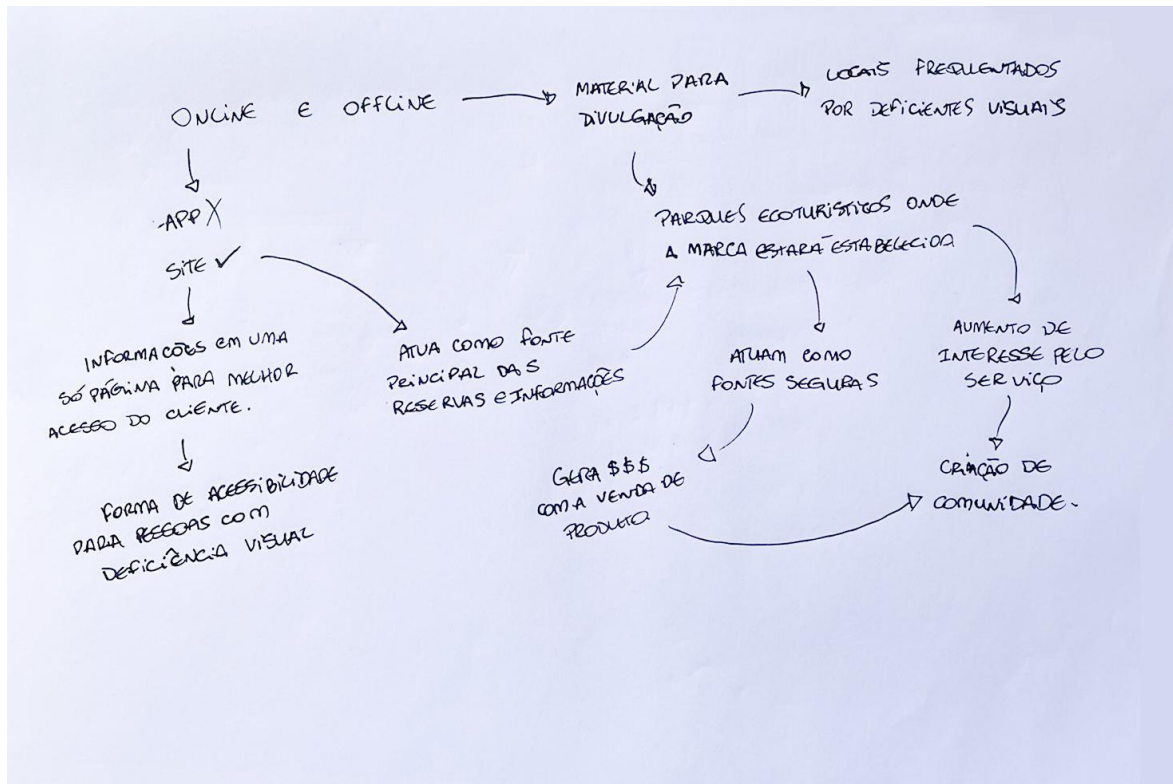 ONLINE E OFFLINE
MATERIAL PARA
DIVULGAÇÃO
LOCAIS FREQUENTADOS
POR DEFICIENTES VISUAIS
-APP X
SITE ✓
PARQUES ECOTURISTICOS ONDE
A MARCA ESTARÁ ESTABELECIDA
INFORMAÇÕES EM UMA
SÓ PÁGINA PARA MELHOR
ACESSO DO CLIENTE.
ATUA COMO FONTE
PRINCIPAL DAS
RESERVAS E INFORMAÇÕES
ATUAM COMO
FONTES SEGURAS
AUMENTO DE
INTERESSE PELO
SERVIÇO
FORMA DE ACESSIBILIDADE
PARA PESSOAS COM
DEFICIÊNCIA VISUAL
GERA $$$
COM A VENDA DE
PRODUTO
CRIAÇÃO DE
COMUNIDADE.